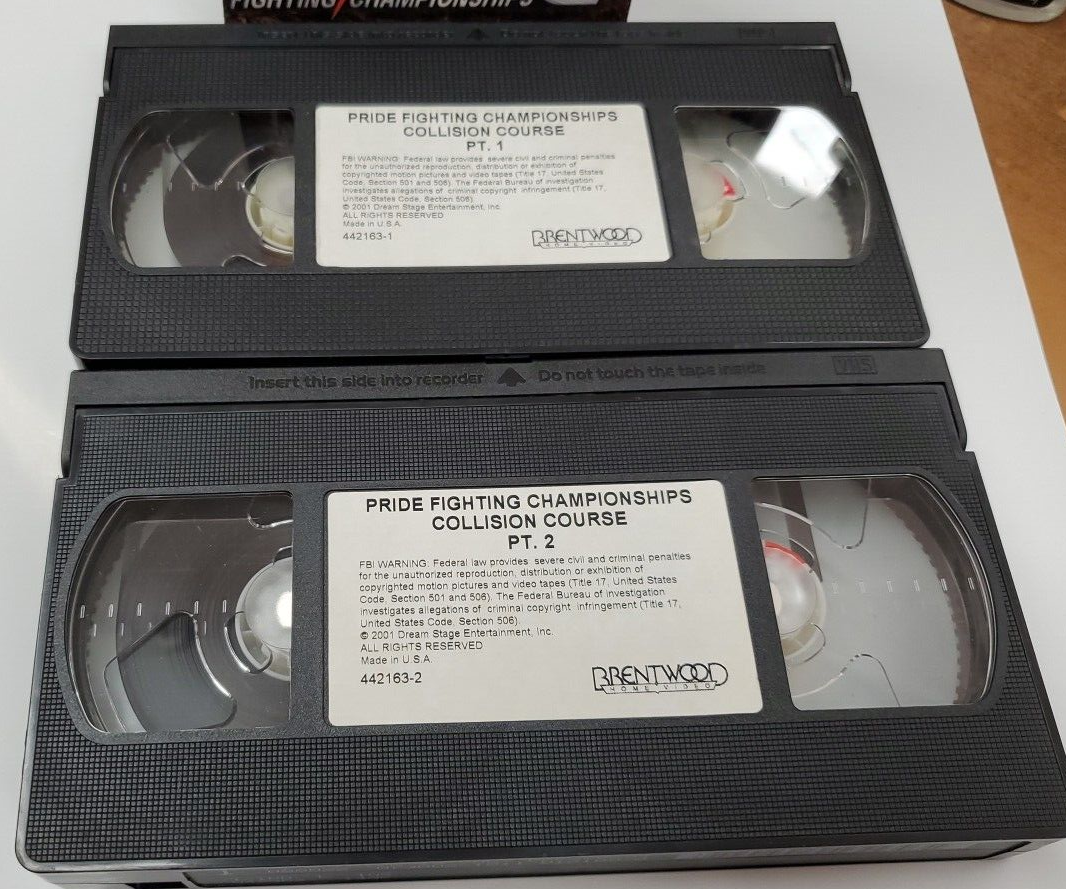 FIGHTING CHAMPIONSHIPS
PRIDE FIGHTING CHAMPIONSHIPS
COLLISION COURSE
PT. 1
FBI WARNING: Federal law provides severe civil and criminal penalties
for the unauthorized reproduction, distribution or exhibition of
copyrighted motion pictures and video tapes (Title 17, United States
Code, Section 501 and 506). The Federal Bureau of investigation
investigates allegations of criminal copyright infringement (Title 17,
United States Code, Section 506).
© 2001 Dream Stage Entertainment, Inc.
ALL RIGHTS RESERVED
Made in U.S.A.
442163-1
BRENTWOOD
HOME VIDEO
Insert this side into recorder Do not touch the tape inside
VHS
PRIDE FIGHTING CHAMPIONSHIPS
COLLISION COURSE
PT. 2
FBI WARNING: Federal law provides severe civil and criminal penalties
for the unauthorized reproduction, distribution or exhibition of
copyrighted motion pictures and video tapes (Title 17, United States
Code, Section 501 and 506). The Federal Bureau of investigation
investigates allegations of criminal copyright infringement (Title 17,
United States Code, Section 506).
© 2001 Dream Stage Entertainment, Inc.
ALL RIGHTS RESERVED
Made in U.S.A.
442163-2
BRENTWOOD
HOME VIDEO